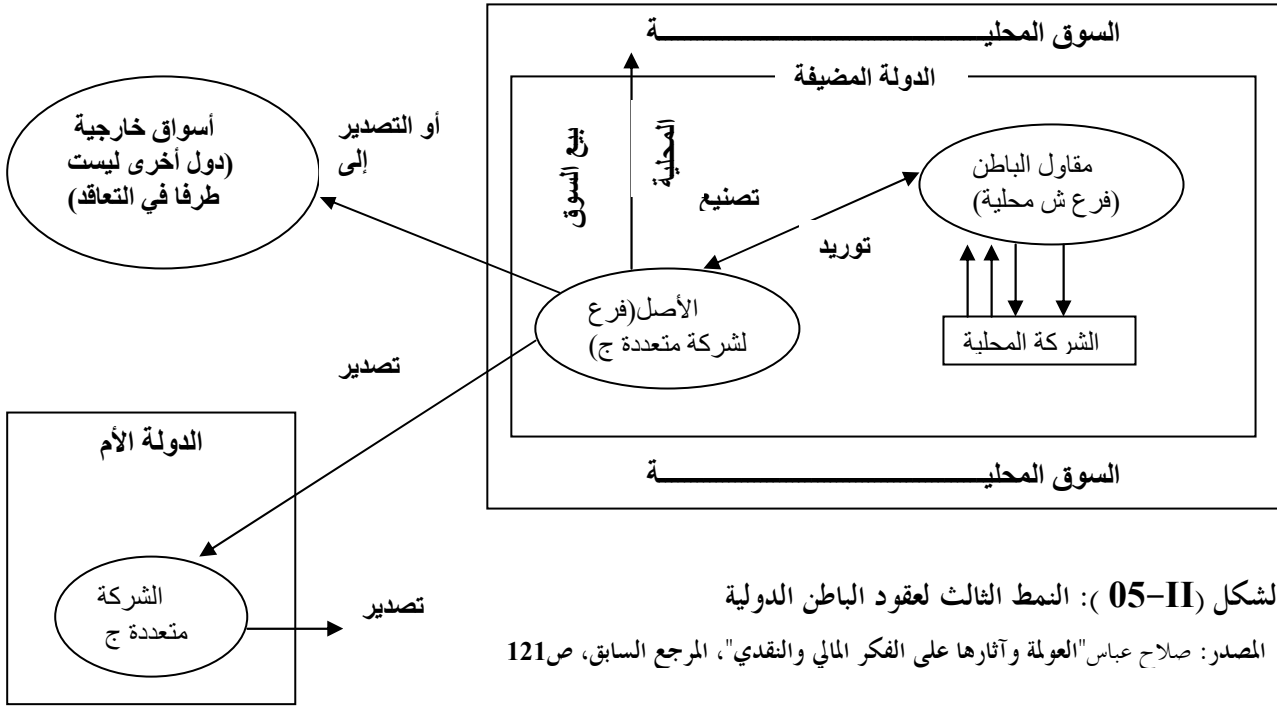 السوق المحليـــــــــــــــــــــــة
الدولة المضيفة
أسواق خارجية
(دول أخرى ليست
طرفا في التعاقد)
أو التصدير
إلى
بيع السوق
المحلية
تصنيع
توريد
مقاول الباطن
(فرع ش محلية)
الشركة المحلية
الأصل(فرع
لشركة متعددة ج)
تصدير
السوق المحليـــــــــــــــــــــــة
الدولة الأم
الشركة
متعددة ج
تصدير
لشكل (05-II ): النمط الثالث لعقود الباطن الدولية
المصدر: صلاح عباس"العولمة وآثارها على الفكر المالي والنقدي"، المرجع السابق، ص121